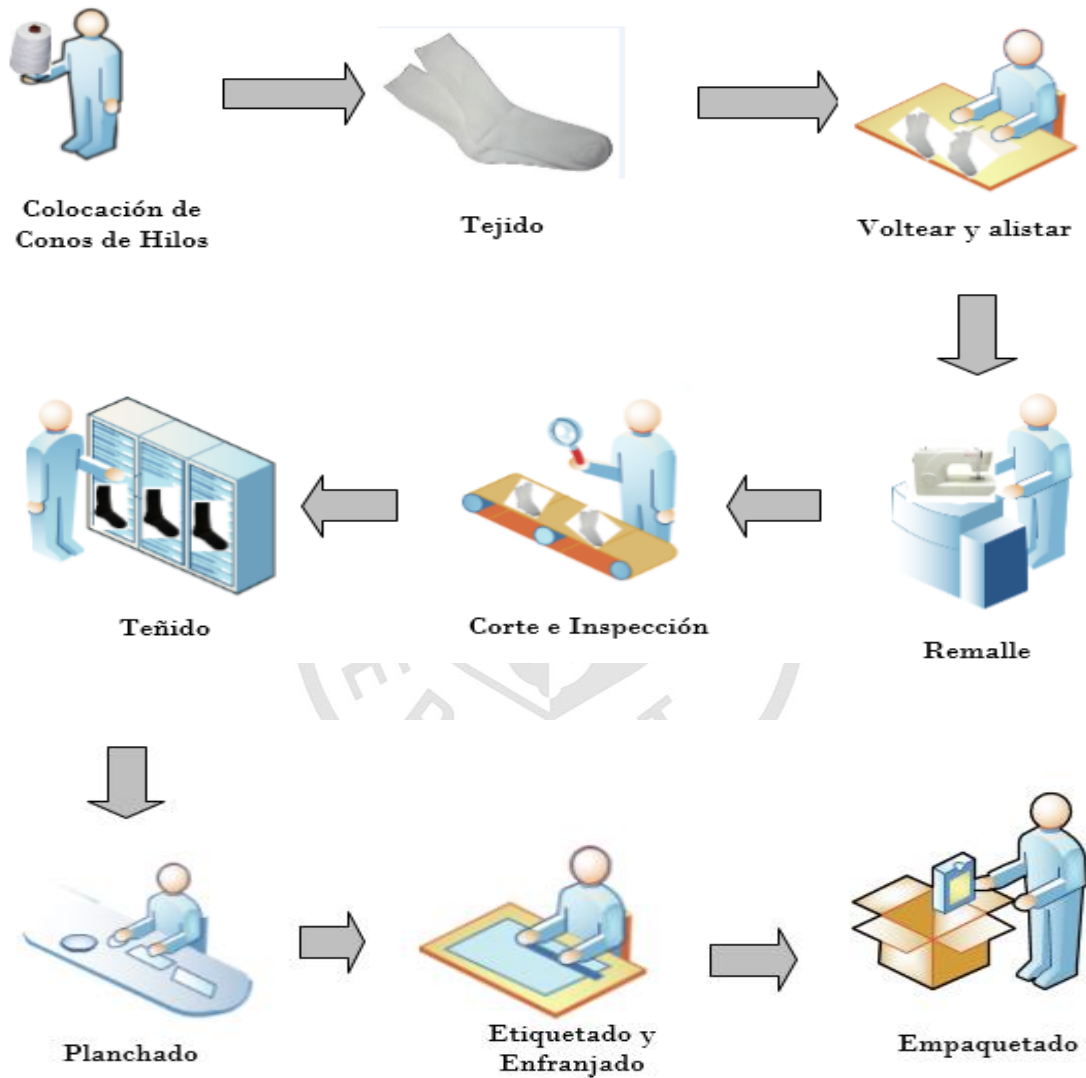 Colocación de
Conos de Hilos
Tejido
Voltear y alistar
Teñido
Corte e Inspección
Remalle
Planchado
Etiquetado y
Enfranjado
Empaquetado